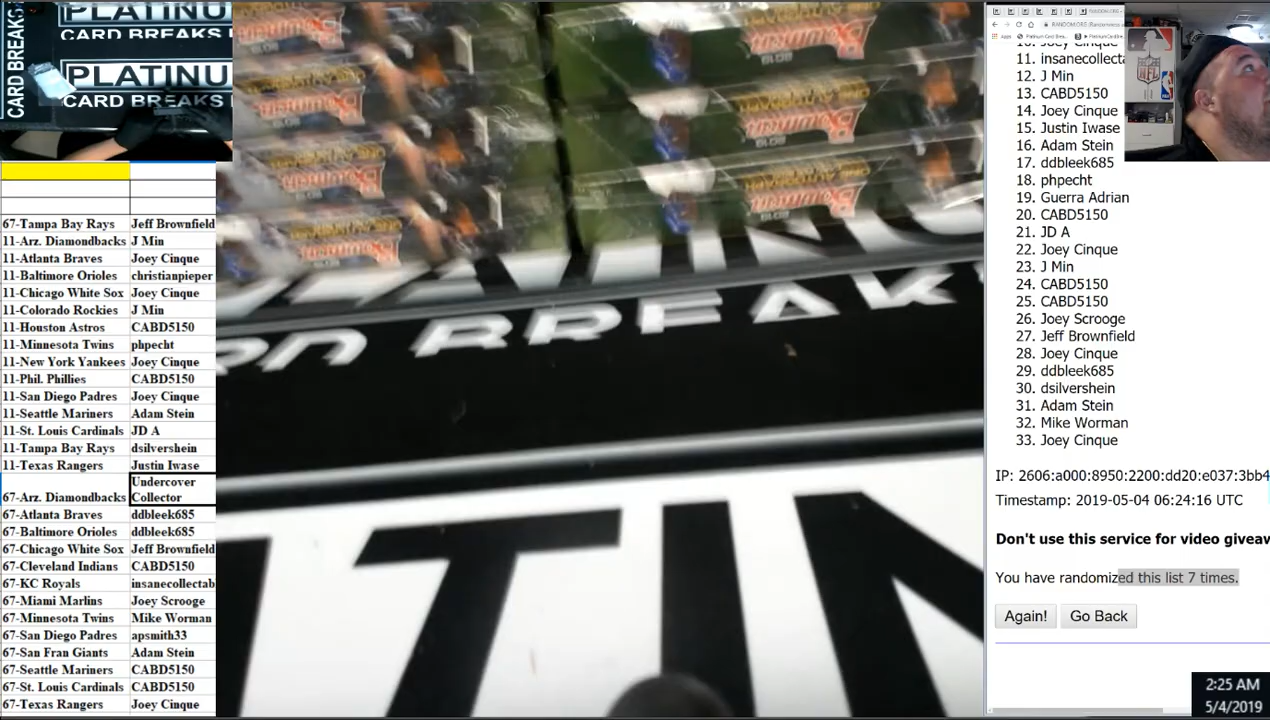 CARD BREAKS
PLATINU
CARD BREAKS
PLATINU
CARD BREAKS
67-Tampa Bay Rays Jeff Brownfield
11-Arz. Diamondbacks J Min
11-Atlanta Braves Joey Cinque
11-Baltimore Orioles christianpieper
11-Chicago White Sox Joey Cinque
11-Colorado Rockies J Min
11-Houston Astros CABD5150
11-Minnesota Twins phpecht
11-New York Yankees Joey Cinque
11-Phil. Phillies CABD5150
11-San Diego Padres Joey Cinque
11-Seattle Mariners Adam Stein
11-St. Louis Cardinals JD A
11-Tampa Bay Rays dsilvershein
11-Texas Rangers Justin Iwase
67-Arz. Diamondbacks Undercover
Collector
67-Atlanta Braves ddbleek685
67-Baltimore Orioles ddbleek685
67-Chicago White Sox Jeff Brownfield
67-Cleveland Indians CABD5150
67-KC Royals insanecollectab
67-Miami Marlins Joey Scrooge
67-Minnesota Twins Mike Worman
67-San Diego Padres apsmith33
67-San Fran Giants Adam Stein
67-Seattle Mariners CABD5150
67-St. Louis Cardinals CABD5150
67-Texas Rangers Joey Cinque
BREAK
TIN
10. Joey Cinque
11. insanecollecta
12. J Min
13. CABD5150
14. Joey Cinque
15. Justin Iwase
16. Adam Stein
17. ddbleek685
18. phpecht
19. Guerra Adrian
20. CABD5150
21. JD A
22. Joey Cinque
23. J Min
24. CABD5150
25. CABD5150
26. Joey Scrooge
27. Jeff Brownfield
28. Joey Cinque
29. ddbleek685
30. dsilvershein
31. Adam Stein
32. Mike Worman
33. Joey Cinque
IP: 2606:a000:8950:2200:dd20:e037:3bb4
Timestamp: 2019-05-04 06:24:16 UTC
Don't use this service for video giveav
You have randomized this list 7 times.
Again! Go Back
NFL
2:25 AM
5/4/2019